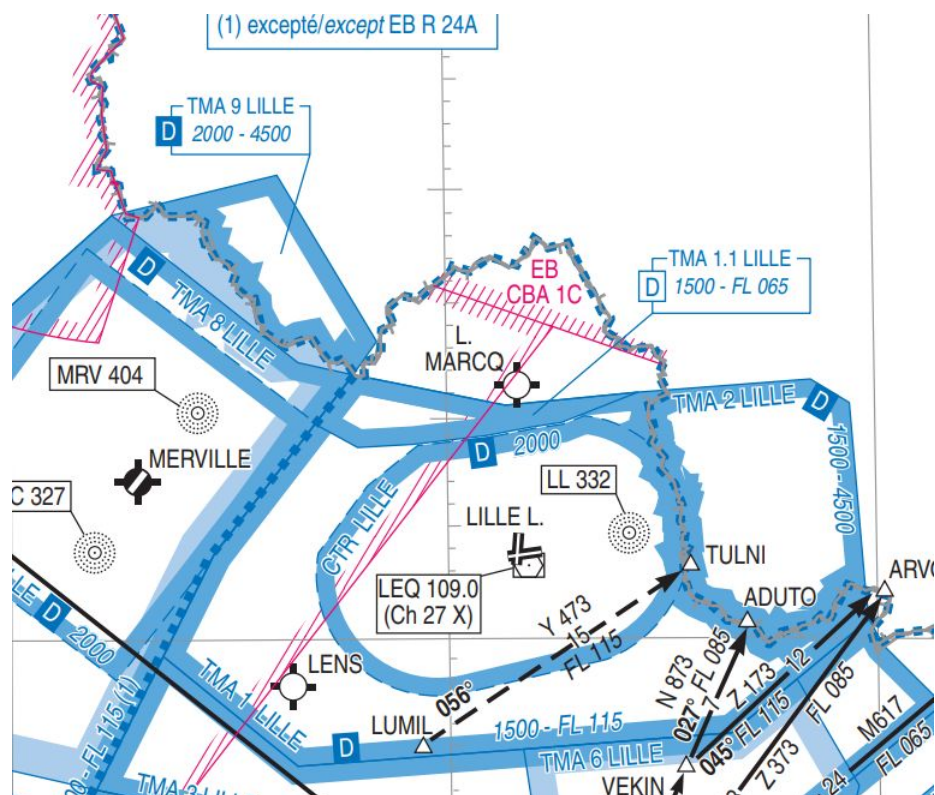 (1) excepté/except EB R 24A
TMA 9 LILLE
D 2000 - 4500
TMA 1.1 LILLE
D 1500 - FL 065
EB
CBA 1C
D
TMA 8 LILLE
L.
MARCQ
MRV 404
TMA 2 LILLE
D
1500 - 4500
MERVILLE
D 2000
CTR LILLE
LL 332
C 327
LILLE L.
LEQ 109.0
(Ch 27 X)
TULNI
ADUTO
ARVO
D 2000
LENS
056°
Y 473
15
FL 115
LUMIL
TMA 1 LILLE
D
1500 - FL 115
TMA 6 LILLE
N 873
7
FL 085
027°
Z 173
12
045° FL 115
FL 085
Z 373
M617
FL 065
VEKIN
- FL 115 (1)